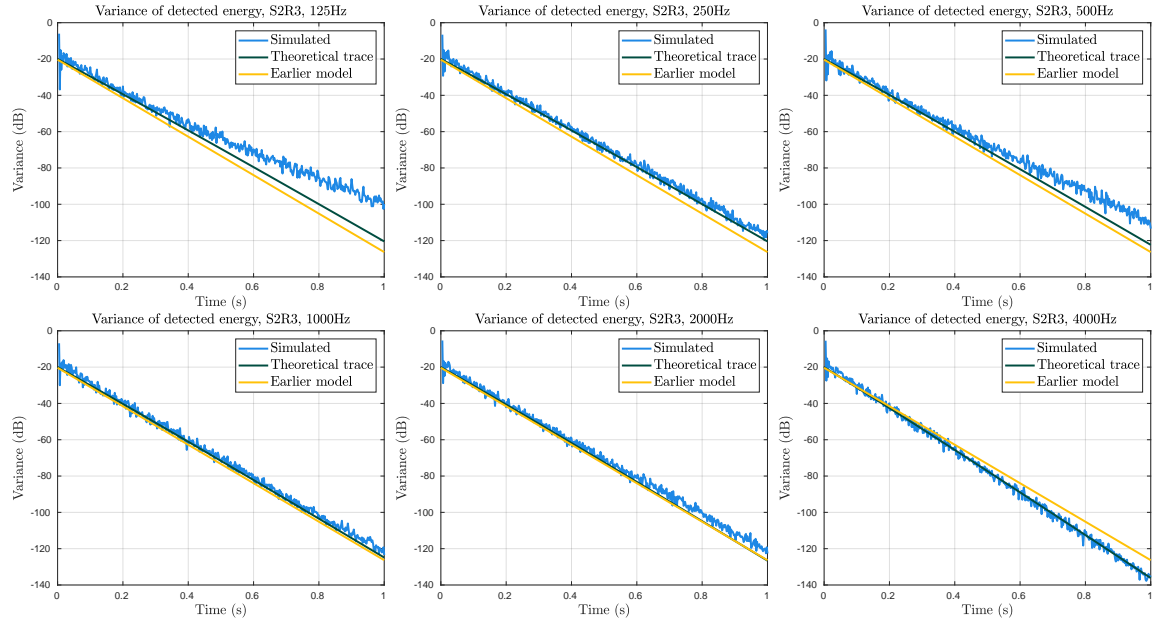 Variance of detected energy, S2R3, 125Hz
Simulated
Theoretical trace
Earlier model
Variance (dB)
0
-20
-40
-60
-80
-100
-120
-140
0 0.2 0.4 0.6 0.8 1
Time (s)
Variance of detected energy, S2R3, 250Hz
Simulated
Theoretical trace
Earlier model
Variance (dB)
0
-20
-40
-60
-80
-100
-120
-140
0 0.2 0.4 0.6 0.8 1
Time (s)
Variance of detected energy, S2R3, 500Hz
Simulated
Theoretical trace
Earlier model
Variance (dB)
0
-20
-40
-60
-80
-100
-120
-140
0 0.2 0.4 0.6 0.8 1
Time (s)
Variance of detected energy, S2R3, 1000Hz
Simulated
Theoretical trace
Earlier model
Variance (dB)
0
-20
-40
-60
-80
-100
-120
-140
0 0.2 0.4 0.6 0.8 1
Time (s)
Variance of detected energy, S2R3, 2000Hz
Simulated
Theoretical trace
Earlier model
Variance (dB)
0
-20
-40
-60
-80
-100
-120
-140
0 0.2 0.4 0.6 0.8 1
Time (s)
Variance of detected energy, S2R3, 4000Hz
Simulated
Theoretical trace
Earlier model
Variance (dB)
0
-20
-40
-60
-80
-100
-120
-140
0 0.2 0.4 0.6 0.8 1
Time (s)